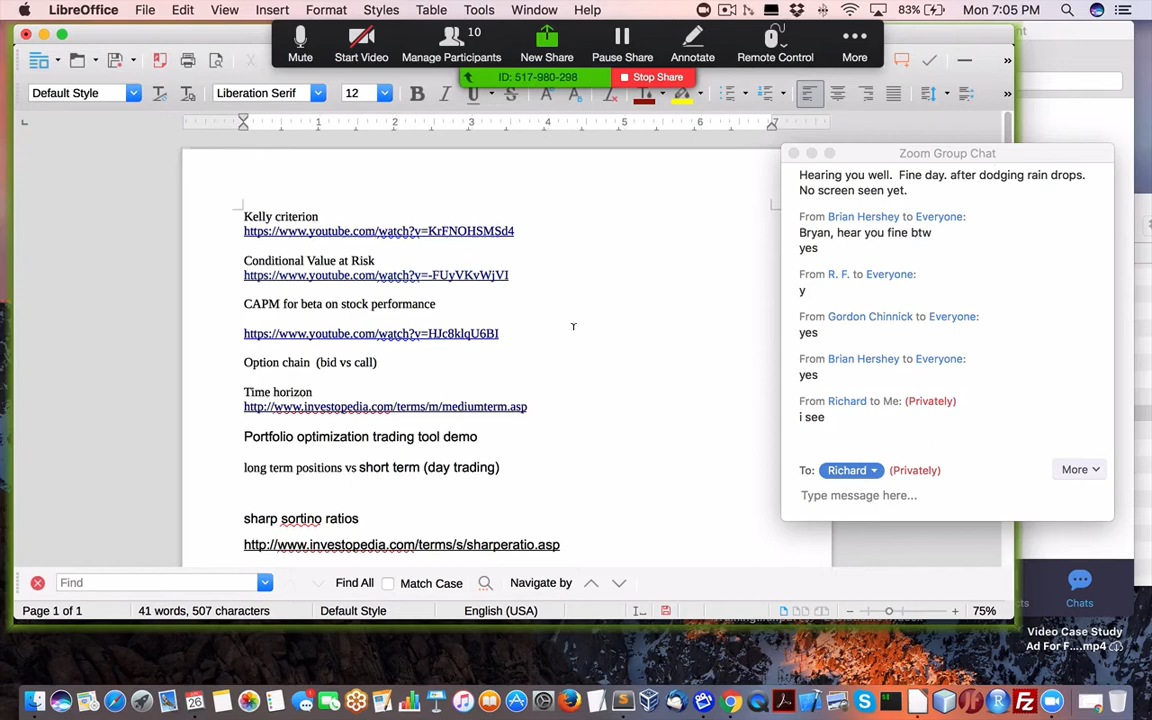 LibreOffice File Edit View Insert Format Styles Table Tools Window Help 83% Mon 7:05 PM
10
Mute Start Video Manage Participants New Share Pause Share Annotate Remote Control More
ID: 517-980-298 Stop Share
Default Style Liberation Serif 12
1 2 3 4 5 6 7
Kelly criterion
https://www.youtube.com/watch?v=KrFNOHSMSd4
Conditional Value at Risk
https://www.youtube.com/watch?v=-FUyVKvWjVI
CAPM for beta on stock performance
https://www.youtube.com/watch?v=HJc8klqU6BI
Option chain (bid vs call)
Time horizon
http://www.investopedia.com/terms/m/mediumterm.asp
Portfolio optimization trading tool demo
long term positions vs short term (day trading)
sharp sortino ratios
http://www.investopedia.com/terms/s/sharperatio.asp
Zoom Group Chat
Hearing you well. Fine day. after dodging rain drops.
No screen seen yet.
From Brian Hershey to Everyone:
Bryan, hear you fine btw
yes
From R. F. to Everyone:
y
From Gordon Chinnick to Everyone:
yes
From Brian Hershey to Everyone:
yes
From Richard to Me: (Privately)
i see
To: Richard (Privately) More
Type message here...
Find Find All Match Case Navigate by
Page 1 of 1 41 words, 507 characters Default Style English (USA) 75%
Chats
Video Case Study
Ad For F....mp4
26